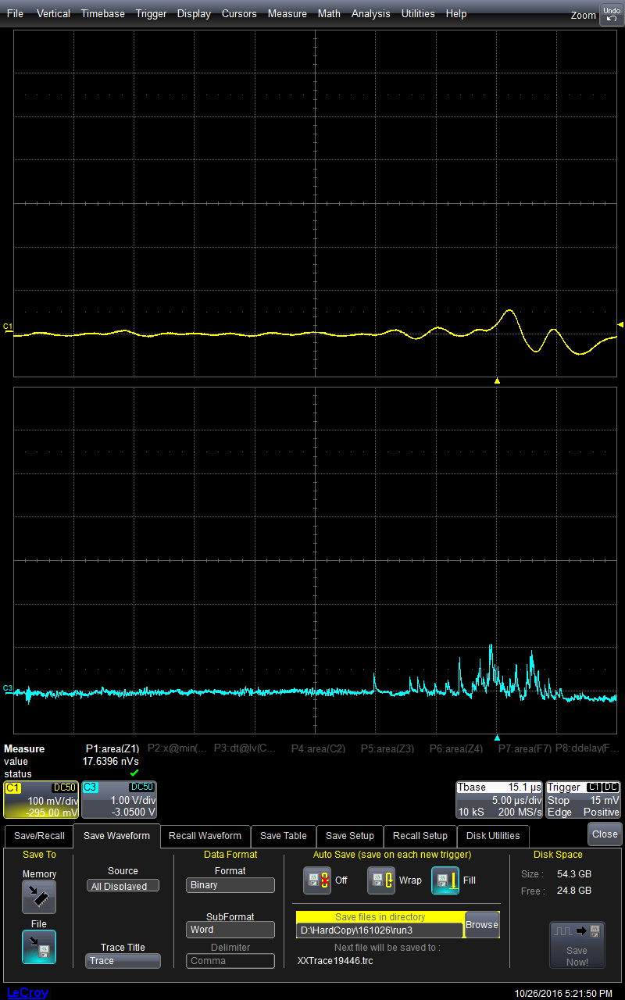 File Vertical Timebase Trigger Display Cursors Measure Math Analysis Utilities Help Zoom Undo
C1
C3
Measure P1:area(Z1) P2:x@min(... P3:dt@lv(C... P4:area(C2) P5:area(Z3) P6:area(Z4) P7:area(F7) P8:ddelay(F...
value 17.6396 nVs
status
C1 DC50 C3 DC50 Tbase 15.1 µs Trigger C1 DC
100 mV/div 1.00 V/div 5.00 µs/div Stop 15 mV
-295.00 mV -3.0500 V 10 kS 200 MS/s Edge Positive
Save/Recall Save Waveform Recall Waveform Save Table Save Setup Recall Setup Disk Utilities Close
Save To Data Format Auto Save (save on each new trigger) Disk Space
Memory Source Format Off Wrap Fill Size : 54.3 GB
All Displayed Binary Free : 24.8 GB
File SubFormat Save files in directory
Word D:\HardCopy\161026\run3 Browse
Trace Title Delimiter Next file will be saved to :
Trace Comma XXTrace19446.trc
Save
Now!
LeCroy 10/26/2016 5:21:50 PM